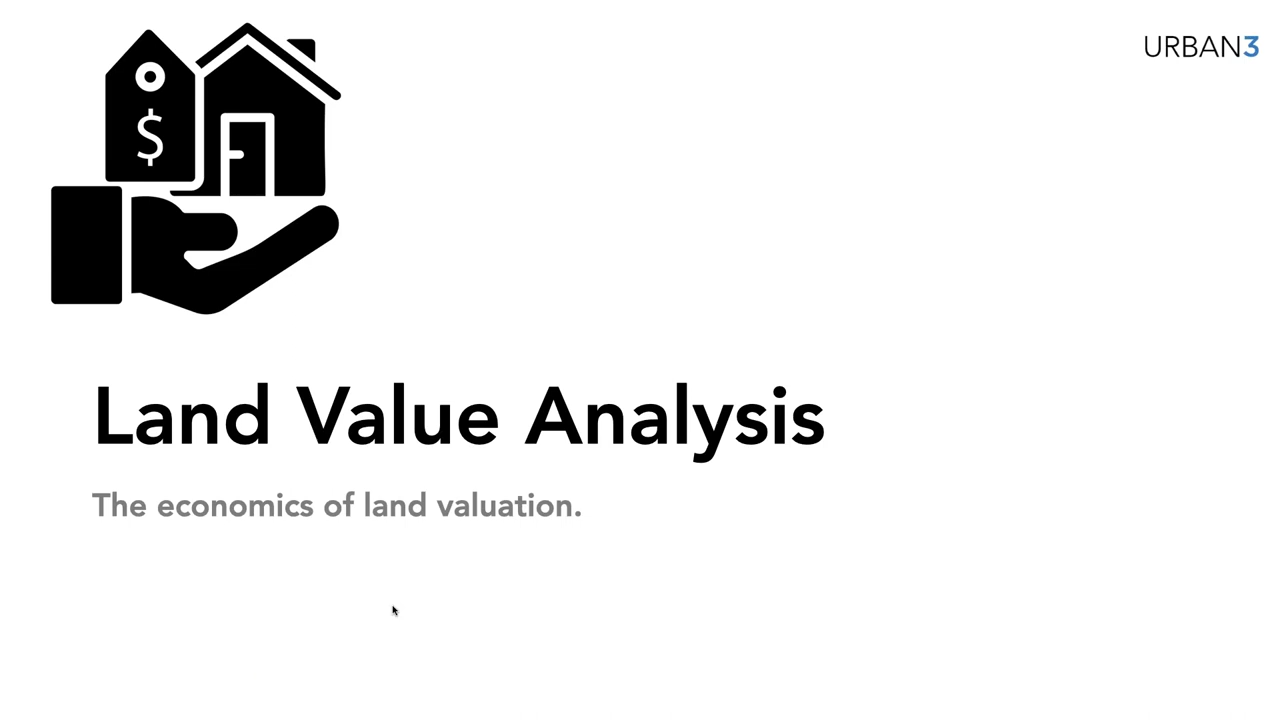 URBAN3
$
Land Value Analysis
The economics of land valuation.